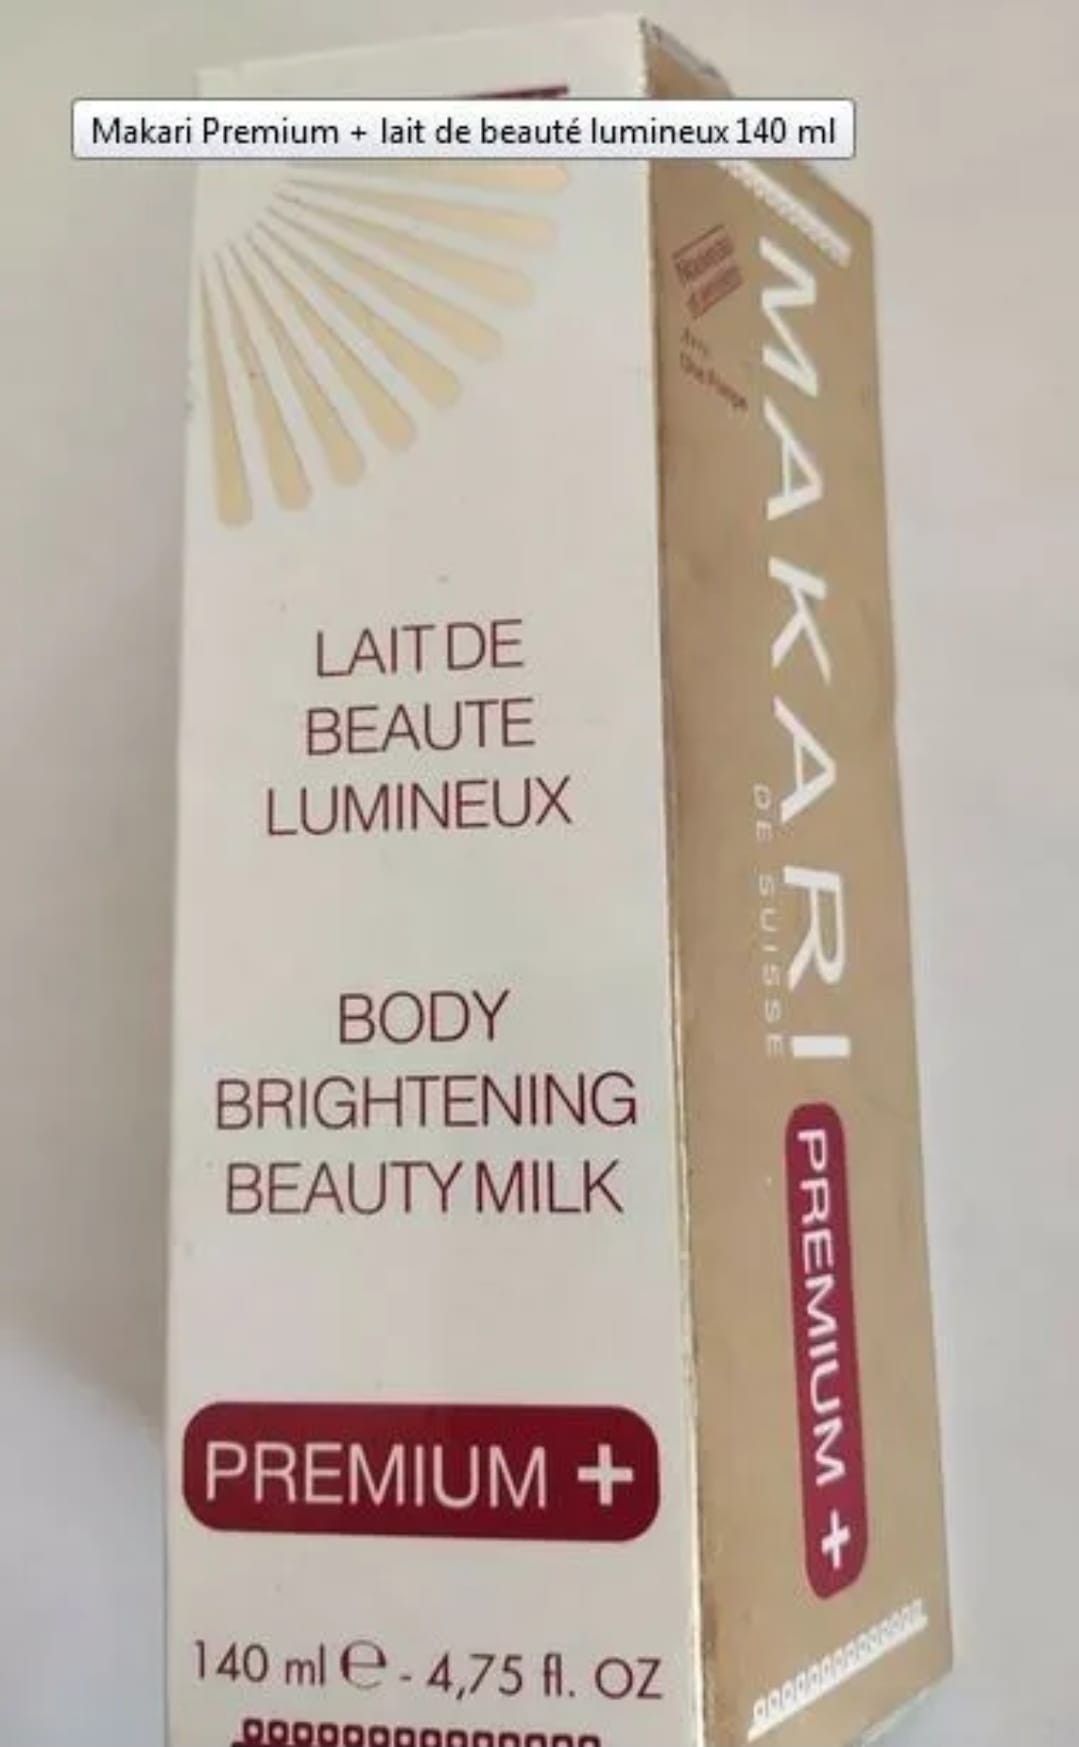 Makari Premium + lait de beauté lumineux 140 ml
LAIT DE
BEAUTE
LUMINEUX
BODY
BRIGHTENING
BEAUTY MILK
PREMIUM +
140 ml ℮ - 4,75 fl. OZ
MAKARI
DE SUISSE
PREMIUM +